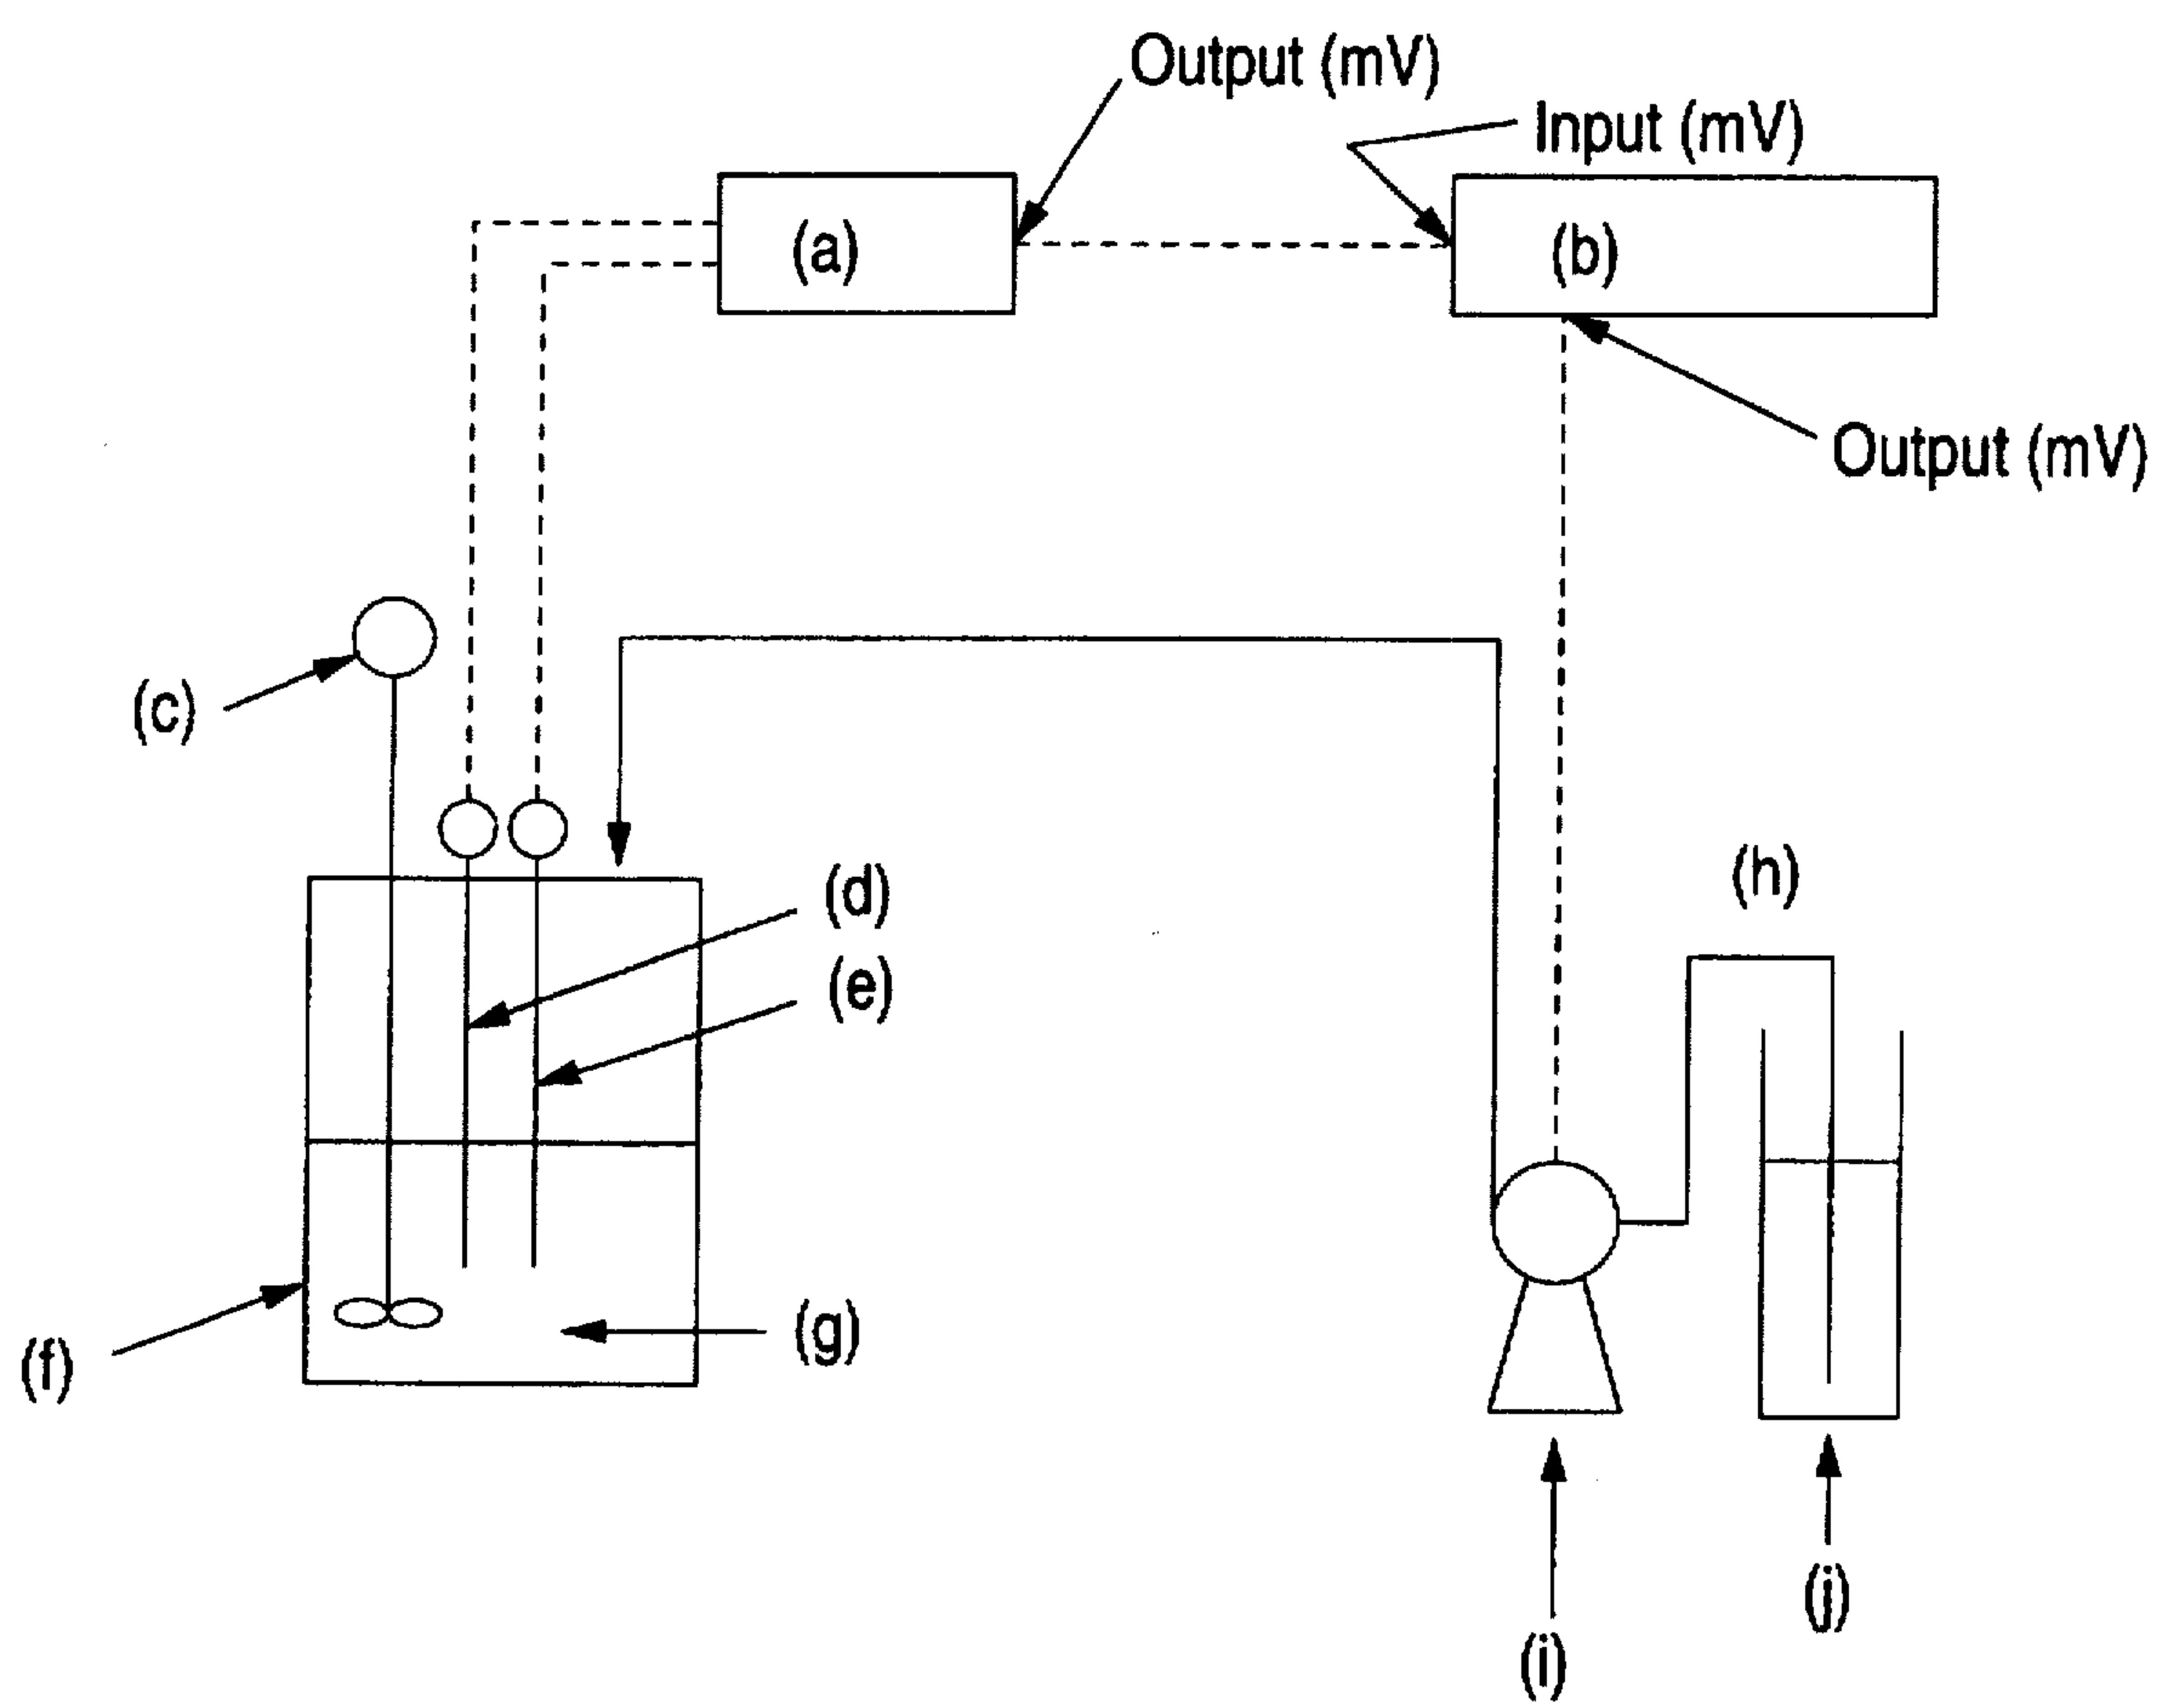 Output (mV)
Input (mV)
(a)
(b)
Output (mV)
(c)
(h)
(d)
(e)
(g)
(f)
(j)
(i)